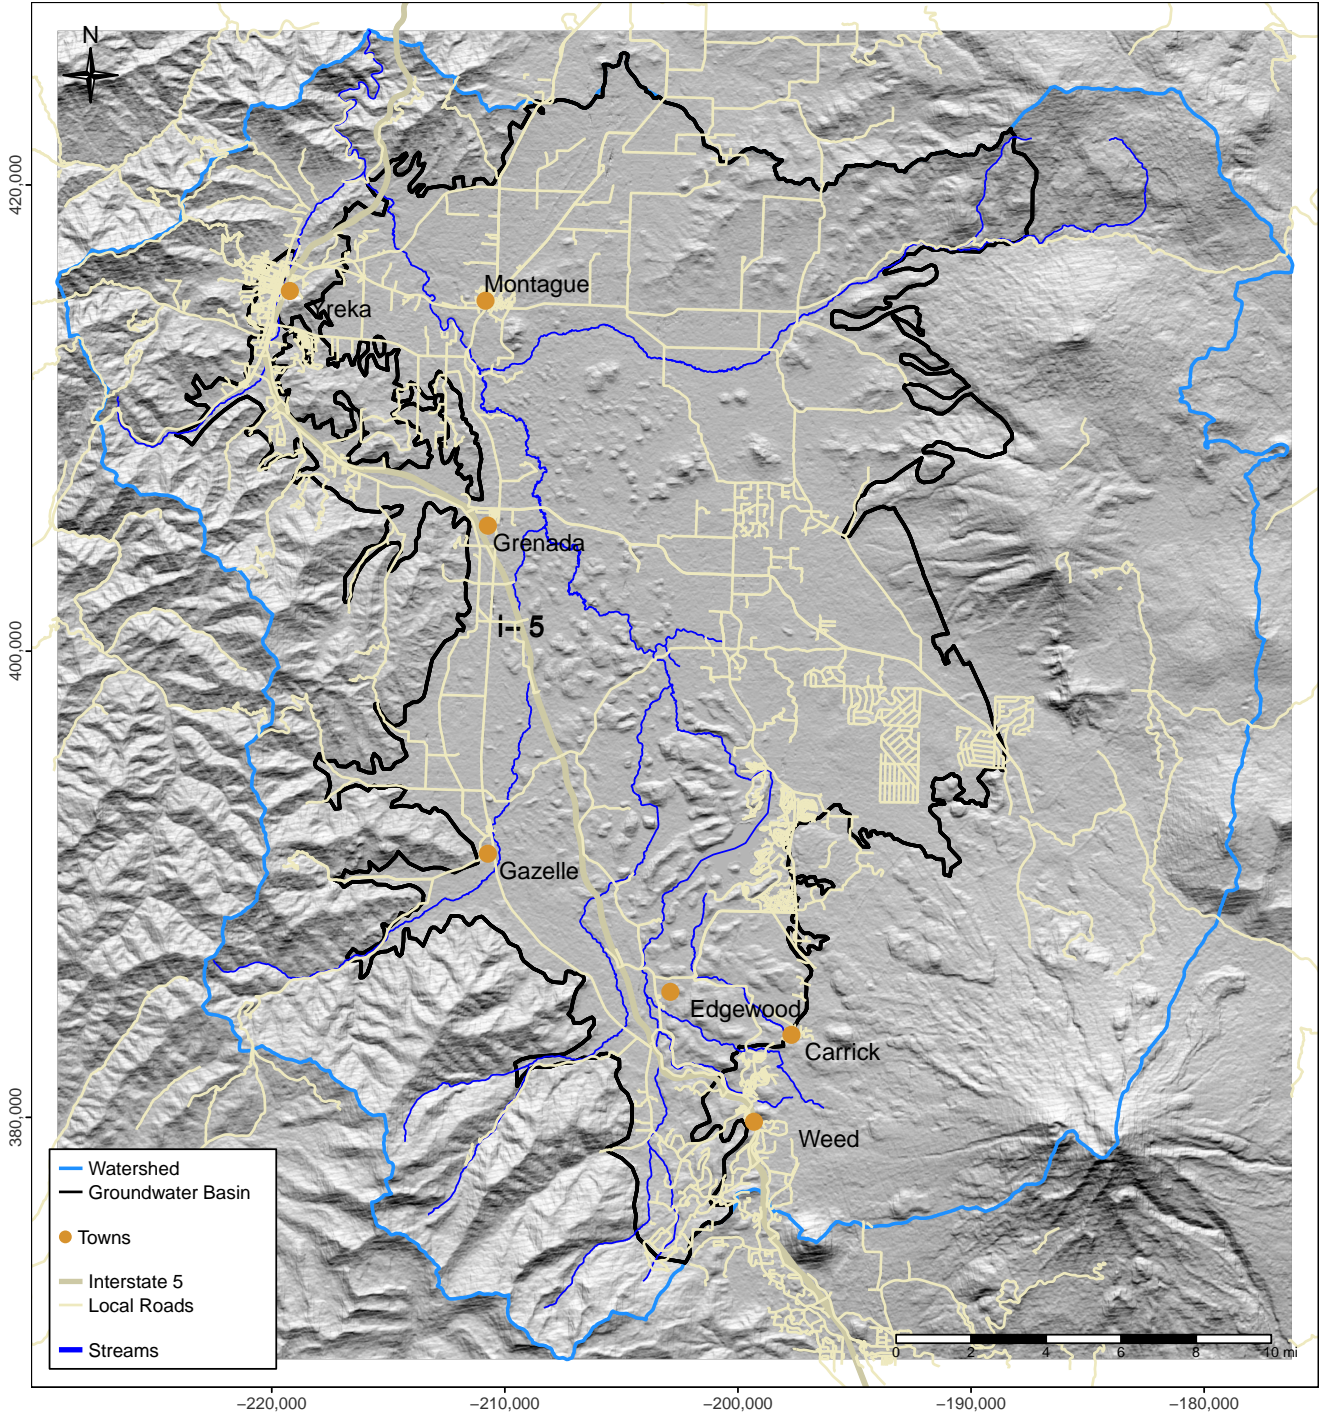 N
420,000
400,000
380,000
Montague
Yreka
Grenada
I-5
Gazelle
Edgewood
Carrick
Weed
Watershed
Groundwater Basin
Towns
Interstate 5
Local Roads
Streams
0 2 4 6 8 10 mi
−220,000 −210,000 −200,000 −190,000 −180,000